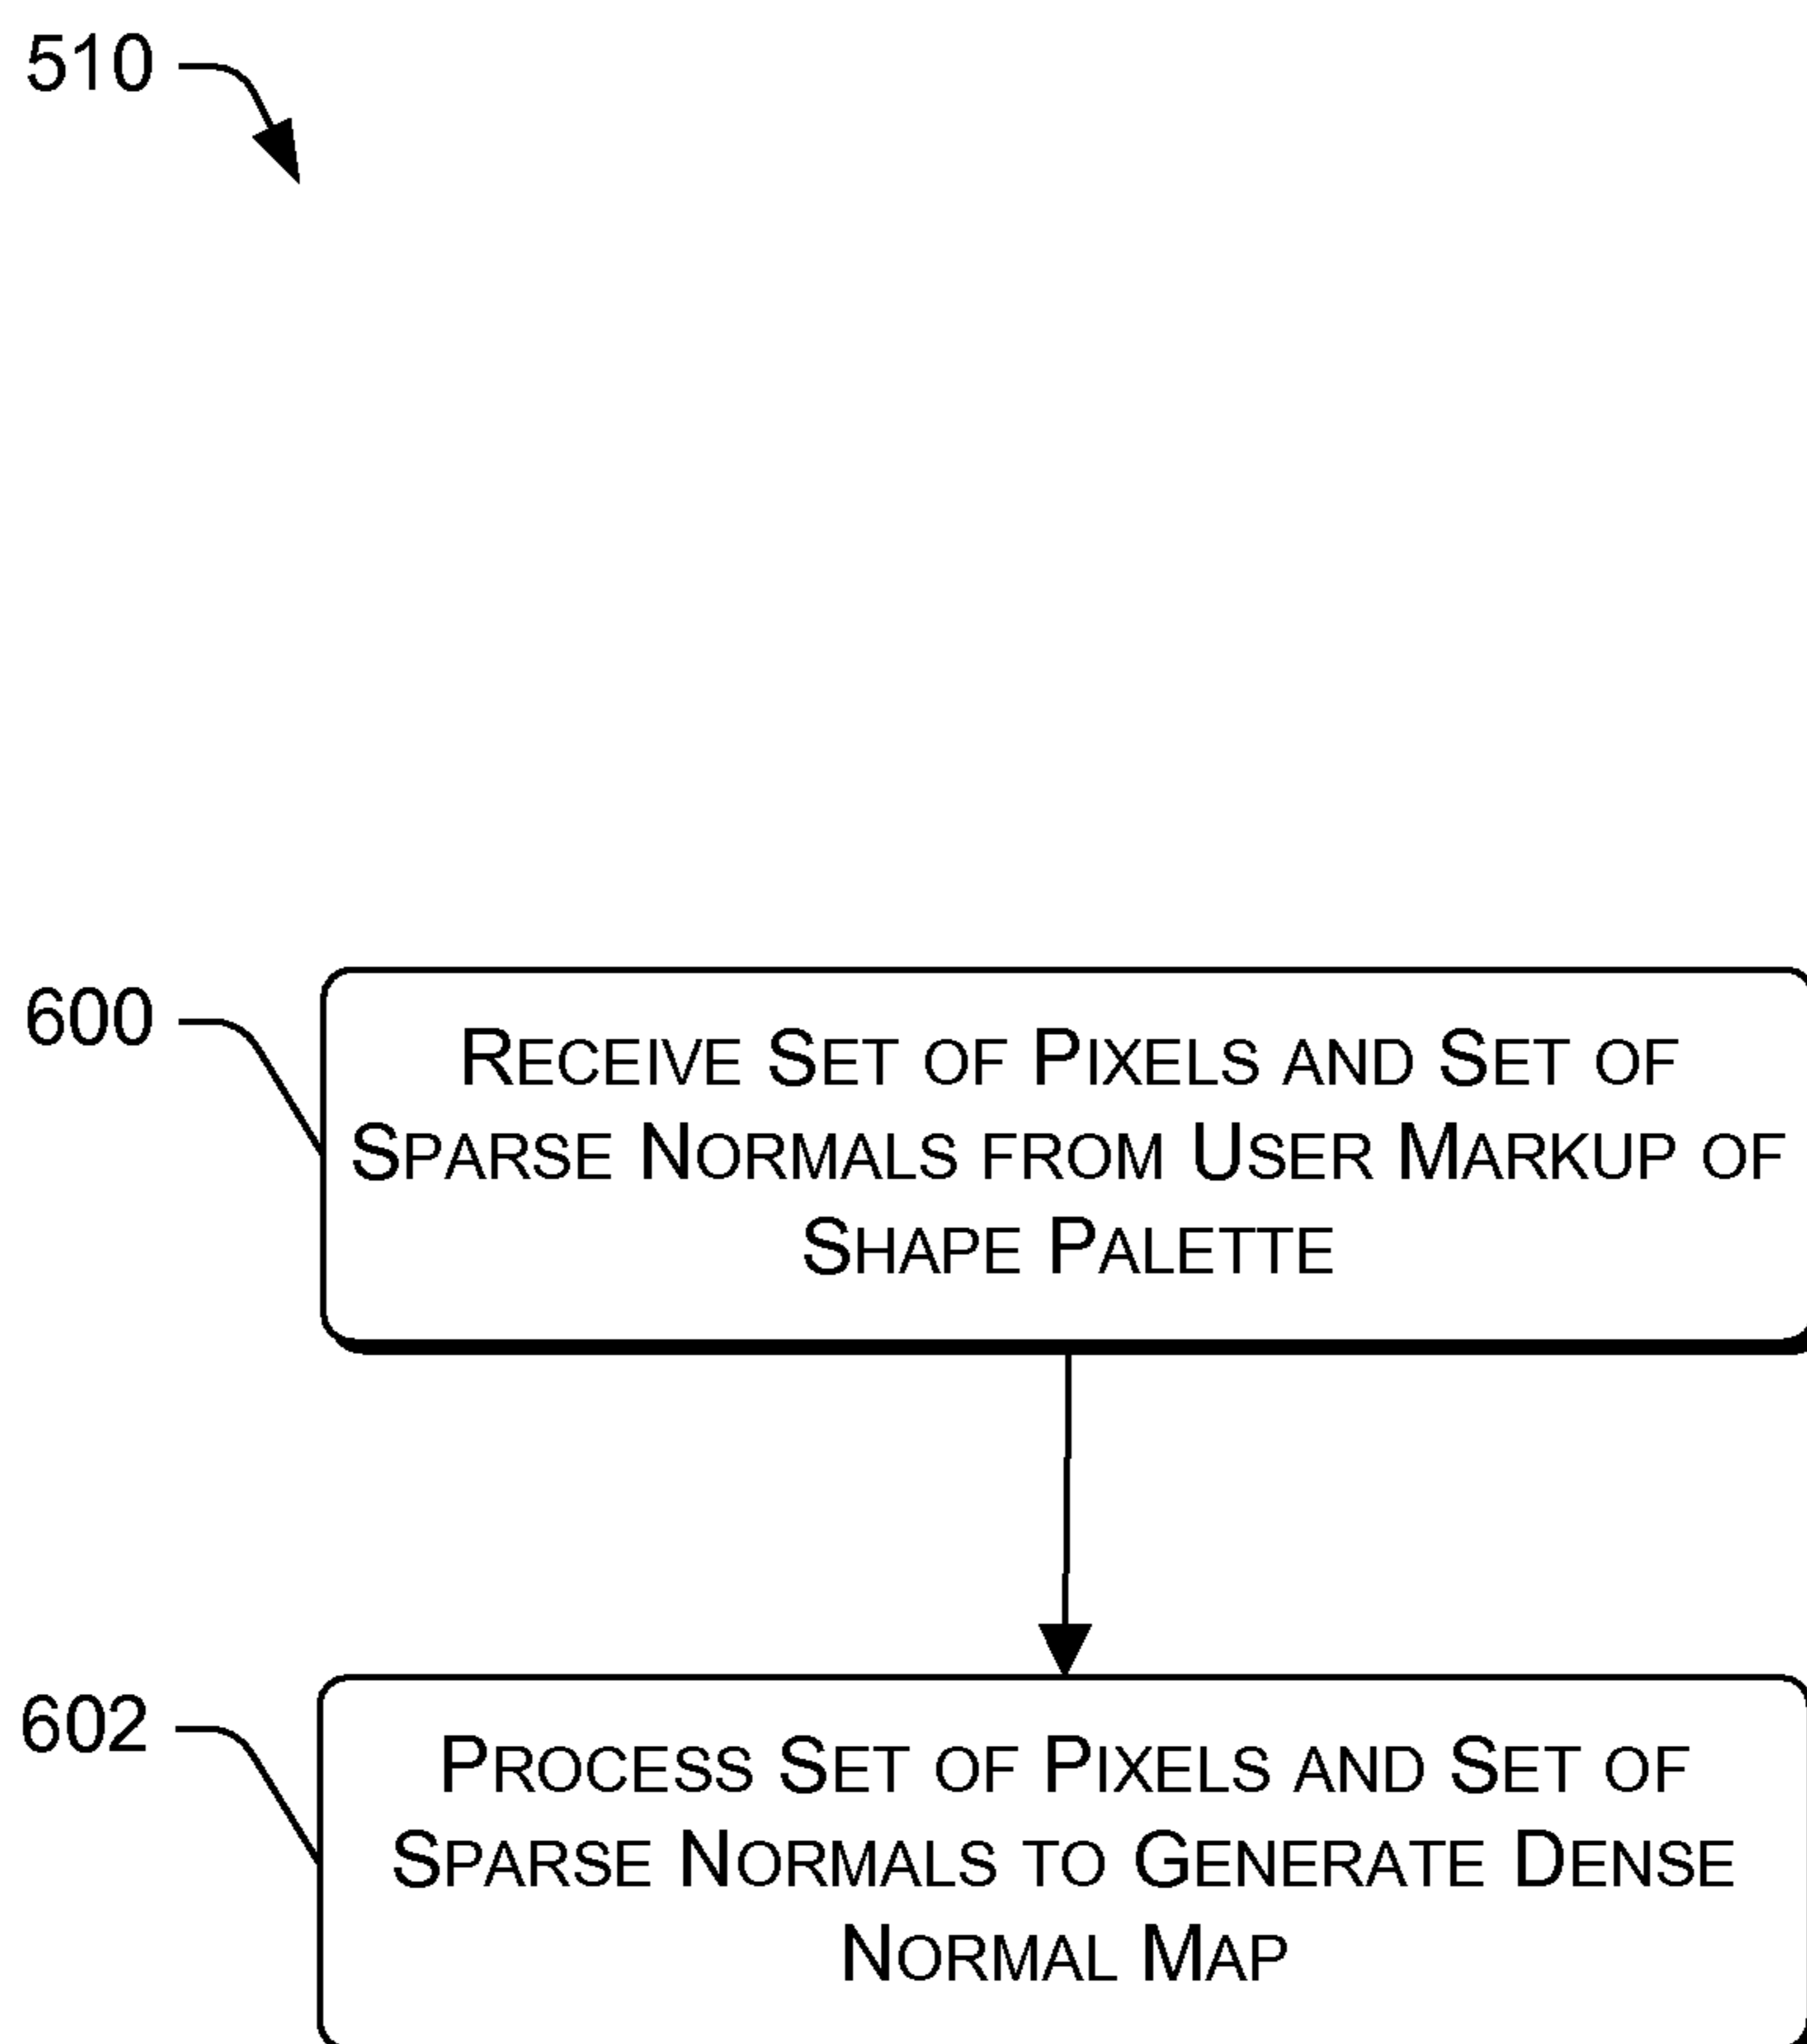 510
600
RECEIVE SET OF PIXELS AND SET OF
SPARSE NORMALS FROM USER MARKUP OF
SHAPE PALETTE
602
PROCESS SET OF PIXELS AND SET OF
SPARSE NORMALS TO GENERATE DENSE
NORMAL MAP